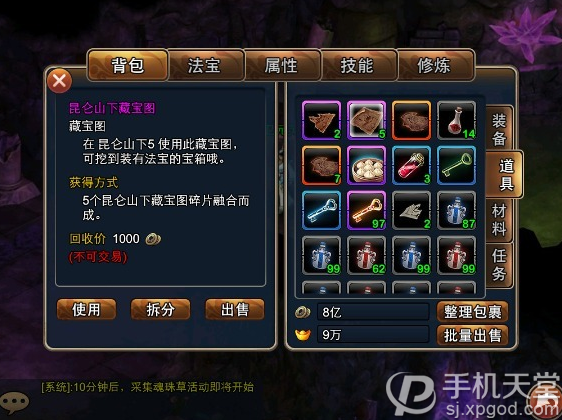 背包
法宝
属性
技能
修炼
昆仑山下藏宝图
藏宝图
在 昆仑山下5 使用此藏宝图，
可挖到装有法宝的宝箱哦。
获得方式
5个昆仑山下藏宝图碎片融合而
成。
回收价 1000
(不可交易)
使用
拆分
出售
2
5
5
14
7
6
3
97
2
87
99
62
99
99
装备
道具
材料
任务
8亿
整理包裹
9万
批量出售
[系统]:10分钟后，采集魂珠草活动即将开始
手机天堂
sj.xpgod.com